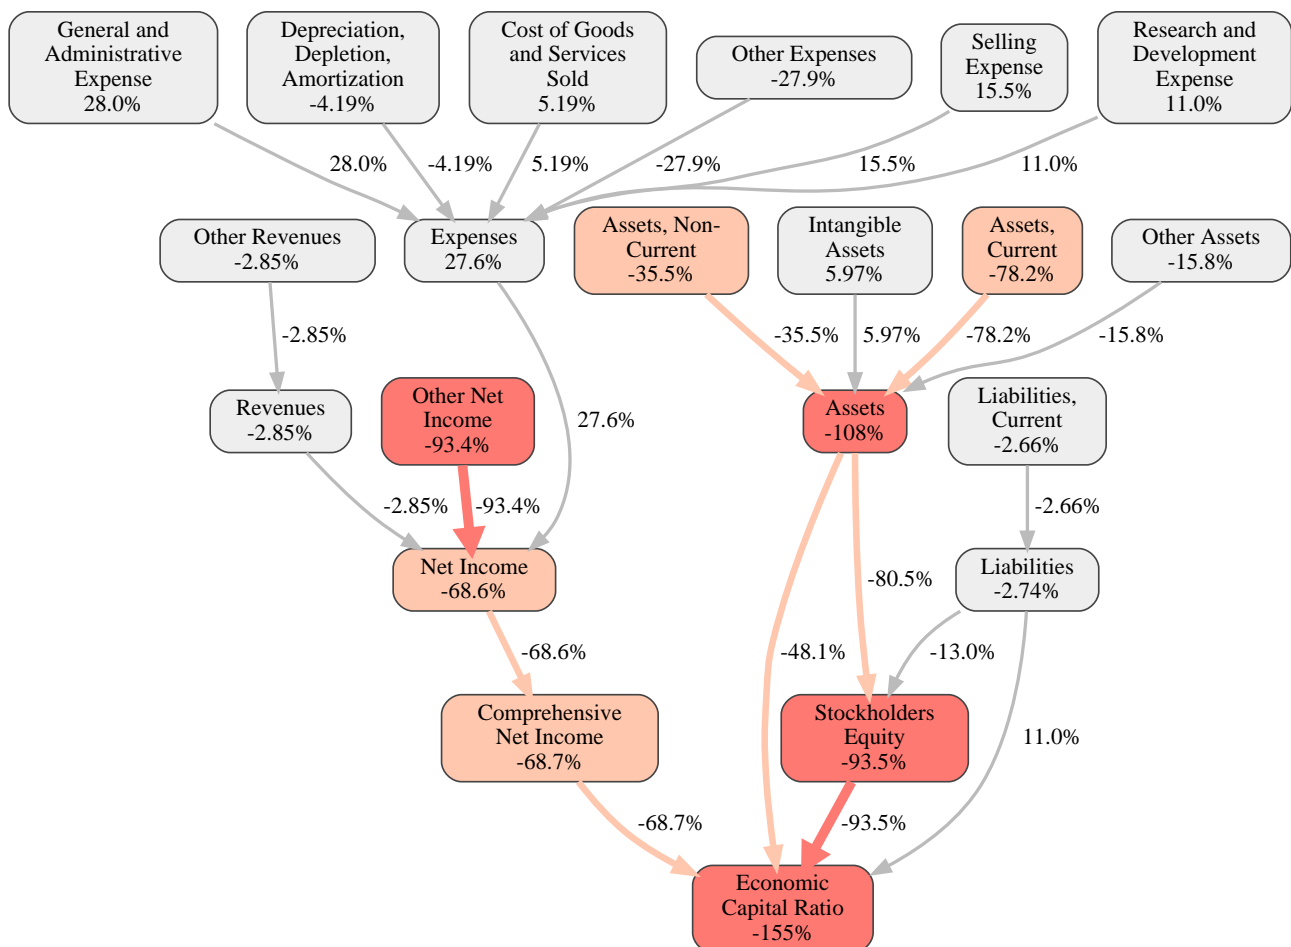 General and
Administrative
Expense
28.0%
Depreciation,
Depletion,
Amortization
-4.19%
Cost of Goods
and Services
Sold
5.19%
Other Expenses
-27.9%
Selling
Expense
15.5%
Research and
Development
Expense
11.0%
28.0%
-4.19%
5.19%
-27.9%
15.5%
11.0%
Other Revenues
-2.85%
Expenses
27.6%
Assets, Non-
Current
-35.5%
Intangible
Assets
5.97%
Assets,
Current
-78.2%
Other Assets
-15.8%
-2.85%
-35.5%
5.97%
-78.2%
-15.8%
Revenues
-2.85%
Other Net
Income
-93.4%
27.6%
Assets
-108%
Liabilities,
Current
-2.66%
-2.85%
-93.4%
-2.66%
Net Income
-68.6%
-80.5%
Liabilities
-2.74%
-68.6%
-48.1%
-13.0%
Comprehensive
Net Income
-68.7%
Stockholders
Equity
-93.5%
11.0%
-68.7%
-93.5%
Economic
Capital Ratio
-155%